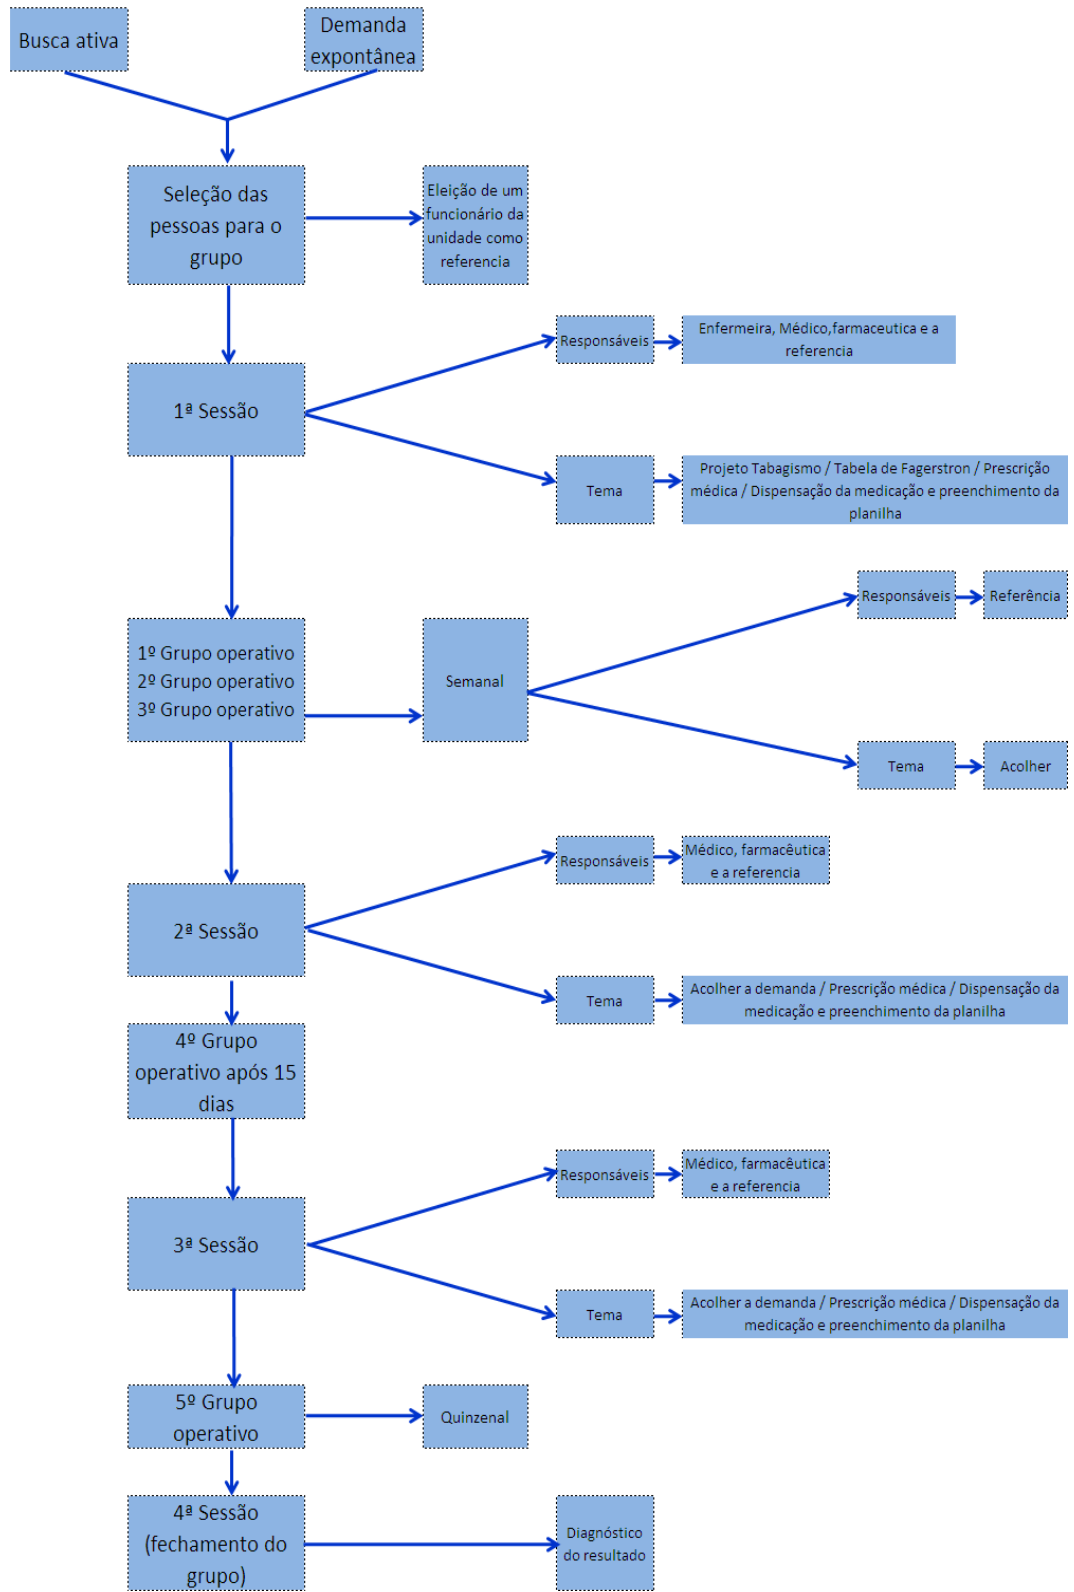 Busca ativa
Demanda
expontânea
Seleção das
pessoas para o
grupo
Eleição de um
funcionário da
unidade como
referencia
1ª Sessão
Responsáveis
Enfermeira, Médico,farmaceutica e a
referencia
Tema
Projeto Tabagismo / Tabela de Fagerstron / Prescrição
médica / Dispensação da medicação e preenchimento da
planilha
1º Grupo operativo
2º Grupo operativo
3º Grupo operativo
Semanal
Responsáveis
Referência
Tema
Acolher
2ª Sessão
Responsáveis
Médico, farmacêutica
e a referencia
Tema
Acolher a demanda / Prescrição médica / Dispensação da
medicação e preenchimento da planilha
4º Grupo
operativo após 15
dias
3ª Sessão
Responsáveis
Médico, farmacêutica
e a referencia
Tema
Acolher a demanda / Prescrição médica / Dispensação da
medicação e preenchimento da planilha
5º Grupo
operativo
Quinzenal
4ª Sessão
(fechamento do
grupo)
Diagnóstico
do resultado